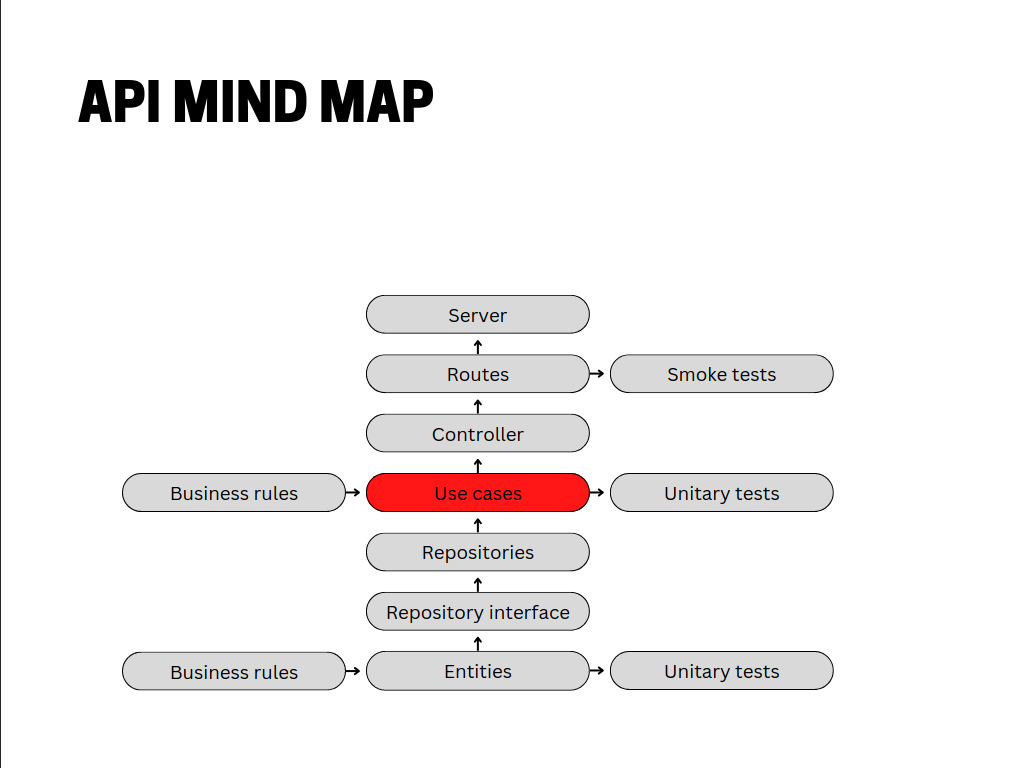 API MIND MAP
Server
Routes
Smoke tests
Controller
Business rules
Use cases
Unitary tests
Repositories
Repository interface
Business rules
Entities
Unitary tests